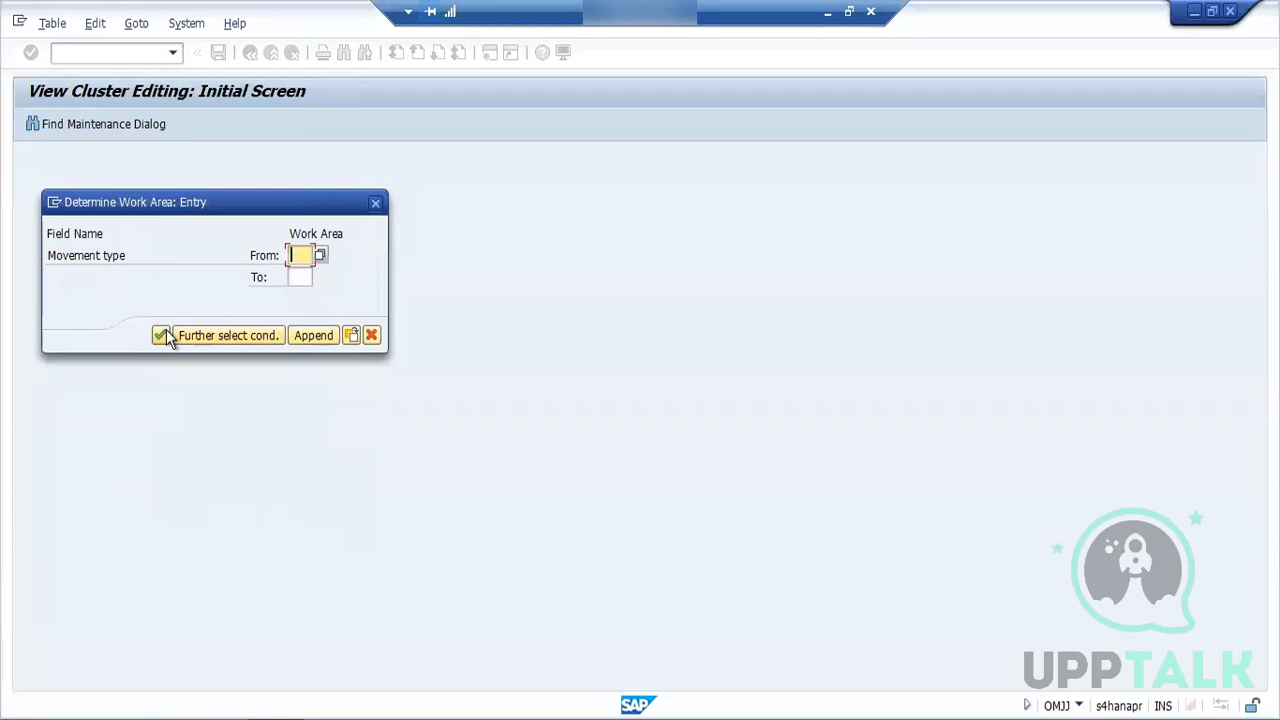 Table Edit Goto System Help
View Cluster Editing: Initial Screen
Find Maintenance Dialog
Determine Work Area: Entry
Field Name Work Area
Movement type From:
To:
Further select cond. Append
UPPTALK
SAP OMJJ s4hanapr INS